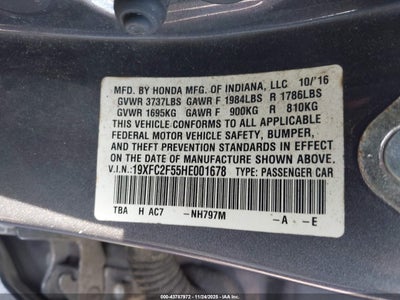 MFD. BY HONDA MFG. OF INDIANA, LLC 10/'16
GVWR 3737LBS GAWR F 1984LBS R 1786LBS
GVWR 1695KG GAWR F 900KG R 810KG
THIS VEHICLE CONFORMS TO ALL APPLICABLE
FEDERAL MOTOR VEHICLE SAFETY, BUMPER,
AND THEFT PREVENTION STANDARDS IN EFFECT
ON THE DATE OF MANUFACTURE SHOWN ABOVE.
V.I.N.: 19XFC2F55HE001678 TYPE: PASSENGER CAR
TBA H AC7 -NH797M -A -E
000-43757972 - 11/24/2025 - IAA Inc.